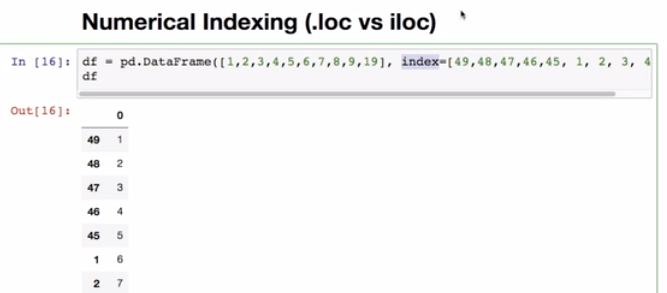 Numerical Indexing (.loc vs iloc)
In [16]: df = pd.DataFrame([1,2,3,4,5,6,7,8,9,19], index=[49,48,47,46,45, 1, 2, 3, 4
df
Out[16]:
0
49 1
48 2
47 3
46 4
45 5
1 6
2 7